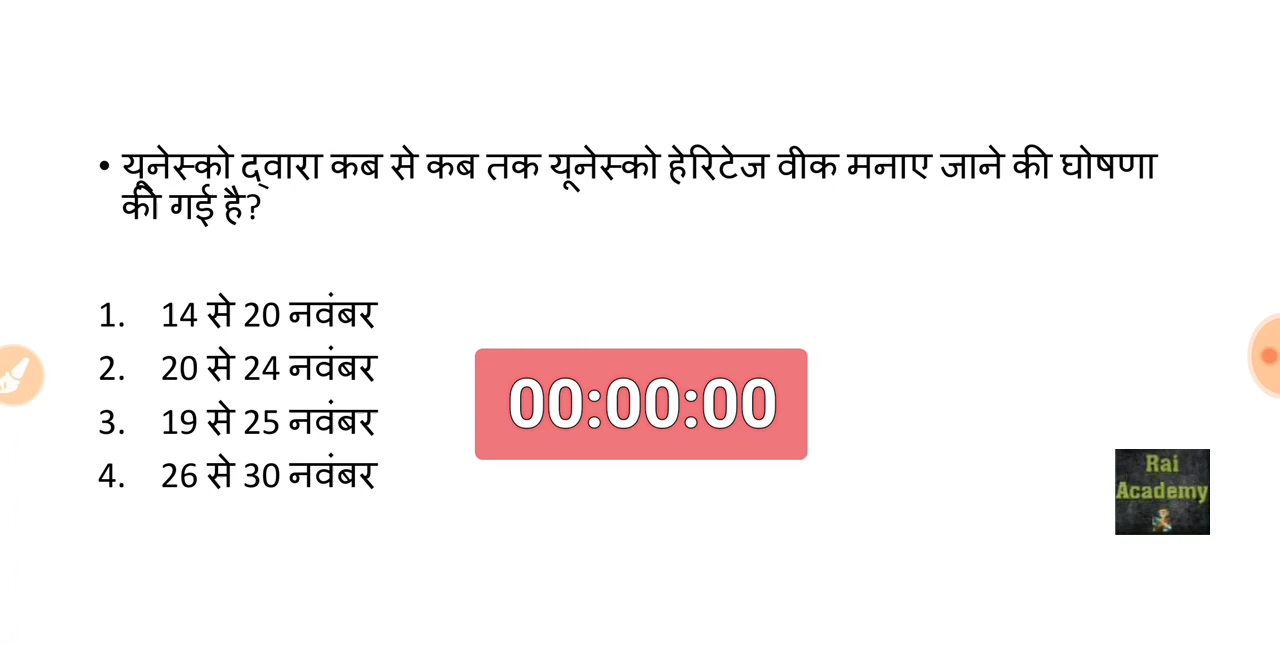 • यूनेस्को द्वारा कब से कब तक यूनेस्को हेरिटेज वीक मनाए जाने की घोषणा
की गई है?
1. 14 से 20 नवंबर
2. 20 से 24 नवंबर
3. 19 से 25 नवंबर
4. 26 से 30 नवंबर
00:00:00
Rai
Academy